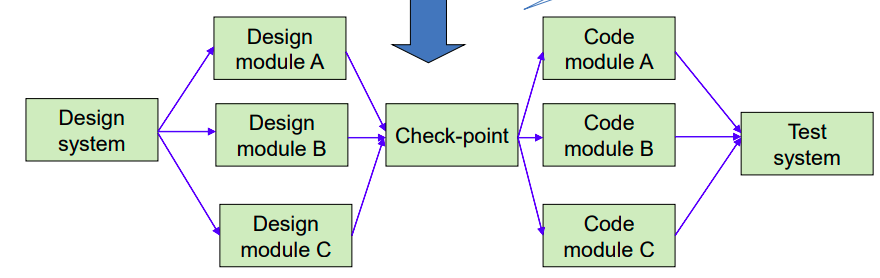 Design
system
Design
module A
Design
module B
Design
module C
Check-point
Code
module A
Code
module B
Code
module C
Test
system